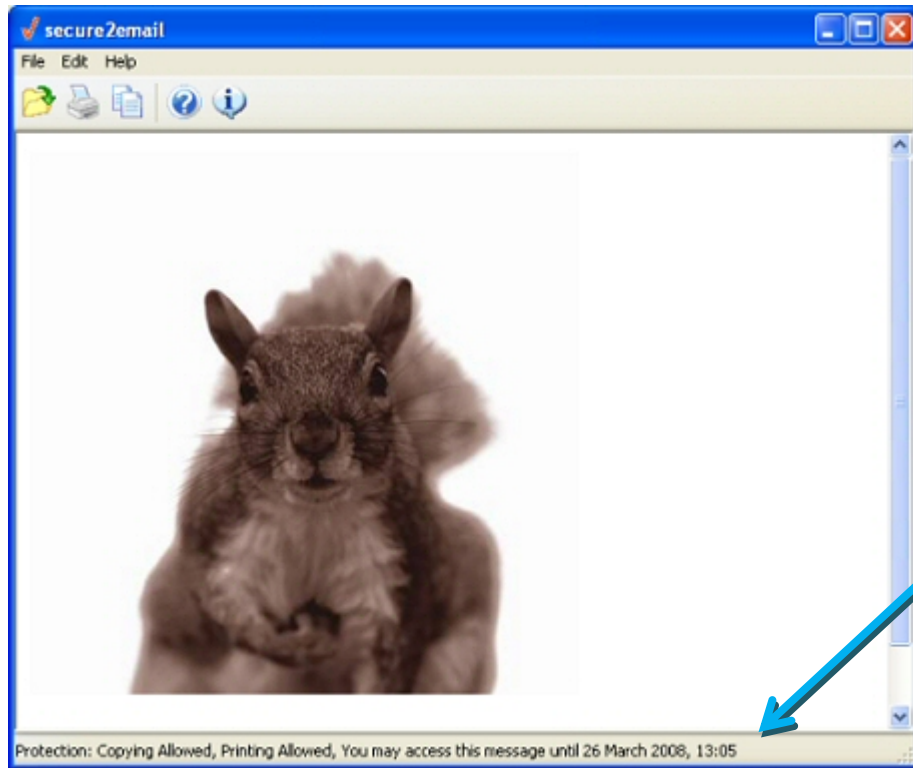 secure2email
File Edit Help
Protection: Copying Allowed, Printing Allowed, You may access this message until 26 March 2008, 13:05